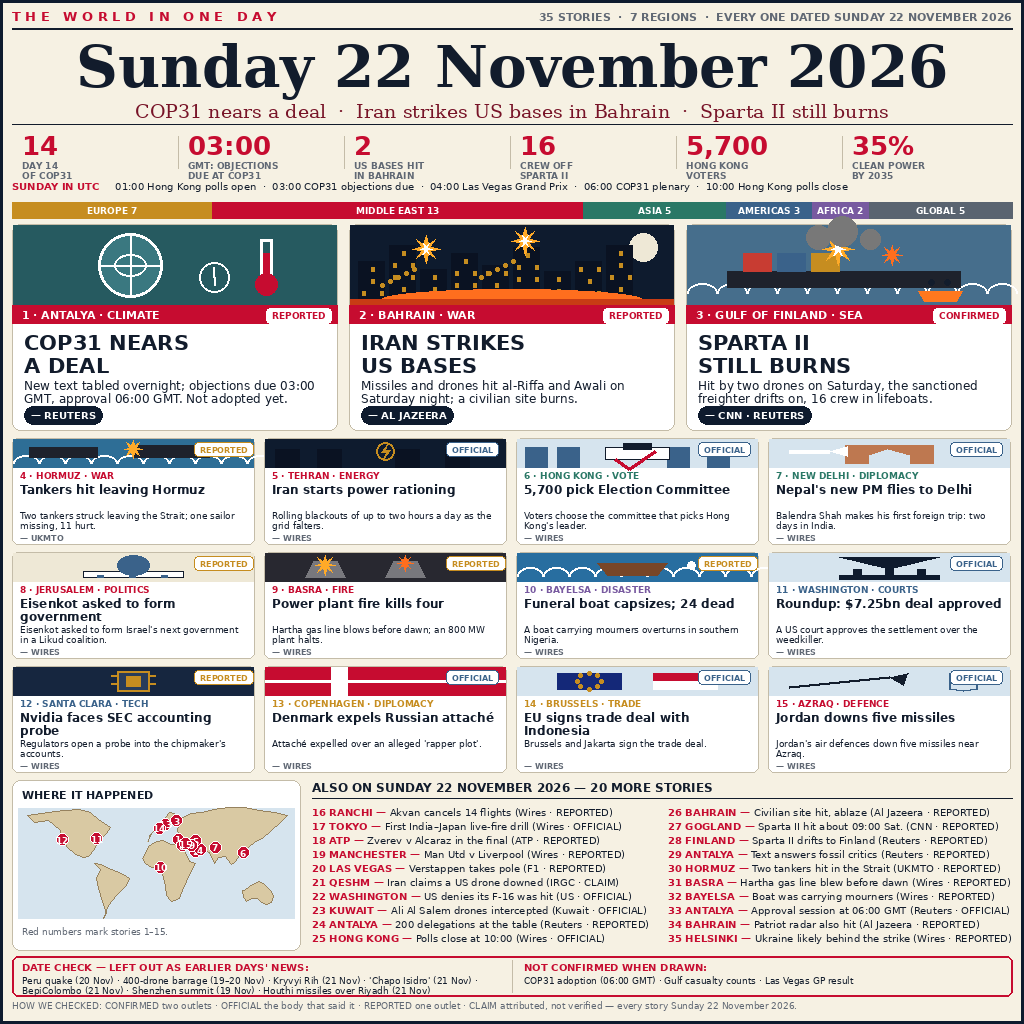 THE WORLD IN ONE DAY
35 STORIES · 7 REGIONS · EVERY ONE DATED SUNDAY 22 NOVEMBER 2026
Sunday 22 November 2026
COP31 nears a deal · Iran strikes US bases in Bahrain · Sparta II still burns
14
DAY 14
OF COP31
03:00
GMT: OBJECTIONS
DUE AT COP31
2
US BASES HIT
IN BAHRAIN
16
CREW OFF
SPARTA II
5,700
HONG KONG
VOTERS
35%
CLEAN POWER
BY 2035
SUNDAY IN UTC 01:00 Hong Kong polls open · 03:00 COP31 objections due · 04:00 Las Vegas Grand Prix · 06:00 COP31 plenary · 10:00 Hong Kong polls close
EUROPE 7
MIDDLE EAST 13
ASIA 5
AMERICAS 3
AFRICA 2
GLOBAL 5
1 · ANTALYA · CLIMATE
REPORTED
COP31 NEARS
A DEAL
New text tabled overnight; objections due 03:00
GMT, approval 06:00 GMT. Not adopted yet.
— REUTERS
2 · BAHRAIN · WAR
REPORTED
IRAN STRIKES
US BASES
Missiles and drones hit al-Riffa and Awali on
Saturday night; a civilian site burns.
— AL JAZEERA
3 · GULF OF FINLAND · SEA
CONFIRMED
SPARTA II
STILL BURNS
Hit by two drones on Saturday, the sanctioned
freighter drifts on, 16 crew in lifeboats.
— CNN · REUTERS
REPORTED
4 · HORMUZ · WAR
Tankers hit leaving Hormuz
Two tankers struck leaving the Strait; one sailor
missing, 11 hurt.
— UKMTO
OFFICIAL
5 · TEHRAN · ENERGY
Iran starts power rationing
Rolling blackouts of up to two hours a day as the
grid falters.
— WIRES
OFFICIAL
6 · HONG KONG · VOTE
5,700 pick Election Committee
Voters choose the committee that picks Hong
Kong's leader.
— WIRES
OFFICIAL
7 · NEW DELHI · DIPLOMACY
Nepal's new PM flies to Delhi
Balendra Shah makes his first foreign trip: two
days in India.
— WIRES
REPORTED
8 · JERUSALEM · POLITICS
Eisenkot asked to form
government
Eisenkot asked to form Israel's next government
in a Likud coalition.
— WIRES
REPORTED
9 · BASRA · FIRE
Power plant fire kills four
Hartha gas line blows before dawn; an 800 MW
plant halts.
— WIRES
REPORTED
10 · BAYELSA · DISASTER
Funeral boat capsizes; 24 dead
A boat carrying mourners overturns in southern
Nigeria.
— WIRES
OFFICIAL
11 · WASHINGTON · COURTS
Roundup: $7.25bn deal approved
A US court approves the settlement over the
weedkiller.
— WIRES
REPORTED
12 · SANTA CLARA · TECH
Nvidia faces SEC accounting
probe
Regulators open a probe into the chipmaker's
accounts.
— WIRES
OFFICIAL
13 · COPENHAGEN · DIPLOMACY
Denmark expels Russian attaché
Attaché expelled over an alleged 'rapper plot'.
— WIRES
OFFICIAL
14 · BRUSSELS · TRADE
EU signs trade deal with
Indonesia
Brussels and Jakarta sign the trade deal.
— WIRES
OFFICIAL
15 · AZRAQ · DEFENCE
Jordan downs five missiles
Jordan's air defences down five missiles near
Azraq.
— WIRES
WHERE IT HAPPENED
12
11
3
7
6
10
Red numbers mark stories 1–15.
ALSO ON SUNDAY 22 NOVEMBER 2026 — 20 MORE STORIES
16 RANCHI — Akvan cancels 14 flights (Wires · REPORTED)
17 TOKYO — First India–Japan live-fire drill (Wires · OFFICIAL)
18 ATP — Zverev v Alcaraz in the final (ATP · REPORTED)
19 MANCHESTER — Man Utd v Liverpool (Wires · REPORTED)
20 LAS VEGAS — Verstappen takes pole (F1 · REPORTED)
21 QESHM — Iran claims a US drone downed (IRGC · CLAIM)
22 WASHINGTON — US denies its F-16 was hit (US · OFFICIAL)
23 KUWAIT — Ali Al Salem drones intercepted (Kuwait · OFFICIAL)
24 ANTALYA — 200 delegations at the table (Reuters · REPORTED)
25 HONG KONG — Polls close at 10:00 (Wires · OFFICIAL)
26 BAHRAIN — Civilian site hit, ablaze (Al Jazeera · REPORTED)
27 GOGLAND — Sparta II hit about 09:00 Sat. (CNN · REPORTED)
28 FINLAND — Sparta II drifts to Finland (Reuters · REPORTED)
29 ANTALYA — Text answers fossil critics (Reuters · REPORTED)
30 HORMUZ — Two tankers hit in the Strait (UKMTO · REPORTED)
31 BASRA — Hartha gas line blew before dawn (Wires · REPORTED)
32 BAYELSA — Boat was carrying mourners (Wires · REPORTED)
33 ANTALYA — Approval session at 06:00 GMT (Reuters · OFFICIAL)
34 BAHRAIN — Patriot radar also hit (Al Jazeera · REPORTED)
35 HELSINKI — Ukraine likely behind the strike (Wires · REPORTED)
DATE CHECK — LEFT OUT AS EARLIER DAYS' NEWS:
Peru quake (20 Nov) · 400-drone barrage (19–20 Nov) · Kryvyi Rih (21 Nov) · 'Chapo Isidro' (21 Nov) ·
BepiColombo (21 Nov) · Shenzhen summit (19 Nov) · Houthi missiles over Riyadh (21 Nov)
NOT CONFIRMED WHEN DRAWN:
COP31 adoption (06:00 GMT) · Gulf casualty counts · Las Vegas GP result
HOW WE CHECKED: CONFIRMED two outlets · OFFICIAL the body that said it · REPORTED one outlet · CLAIM attributed, not verified — every story Sunday 22 November 2026.